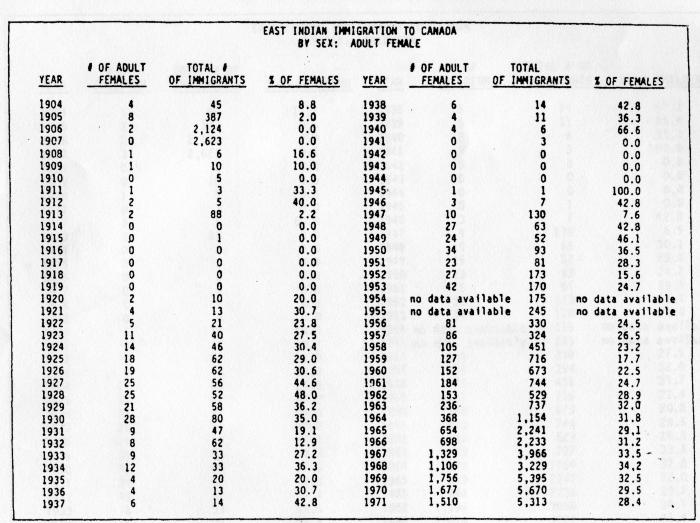 EAST INDIAN IMMIGRATION TO CANADA
BY SEX: ADULT FEMALE
# OF ADULT TOTAL # # OF ADULT TOTAL
YEAR FEMALES OF IMMIGRANTS % OF FEMALES YEAR FEMALES OF IMMIGRANTS % OF FEMALES
1904 4 45 8.8 1938 6 14 42.8
1905 8 387 2.0 1939 4 11 36.3
1906 2 2,124 0.0 1940 4 6 66.6
1907 0 2,623 0.0 1941 0 3 0.0
1908 1 6 16.6 1942 0 0 0.0
1909 1 10 10.0 1943 0 0 0.0
1910 0 5 0.0 1944 0 0 0.0
1911 1 3 33.3 1945 1 1 100.0
1912 2 5 40.0 1946 3 7 42.8
1913 2 88 2.2 1947 10 130 7.6
1914 0 0 0.0 1948 27 63 42.8
1915 0 1 0.0 1949 24 52 46.1
1916 0 0 0.0 1950 34 93 36.5
1917 0 0 0.0 1951 23 81 28.3
1918 0 0 0.0 1952 27 173 15.6
1919 0 0 0.0 1953 42 170 24.7
1920 2 10 20.0 1954 no data available 175 no data available
1921 4 13 30.7 1955 no data available 245 no data available
1922 5 21 23.8 1956 81 330 24.5
1923 11 40 27.5 1957 86 324 26.5
1924 14 46 30.4 1958 105 451 23.2
1925 18 62 29.0 1959 127 716 17.7
1926 19 62 30.6 1960 152 673 22.5
1927 25 56 44.6 1961 184 744 24.7
1928 25 52 48.0 1962 153 529 28.9
1929 21 58 36.2 1963 236 737 32.0
1930 28 80 35.0 1964 368 1,154 31.8
1931 9 47 19.1 1965 654 2,241 29.1
1932 8 62 12.9 1966 698 2,233 31.2
1933 9 33 27.2 1967 1,329 3,966 33.5
1934 12 33 36.3 1968 1,106 3,229 34.2
1935 4 20 20.0 1969 1,756 5,395 32.5
1936 4 13 30.7 1970 1,677 5,670 29.5
1937 6 14 42.8 1971 1,510 5,313 28.4